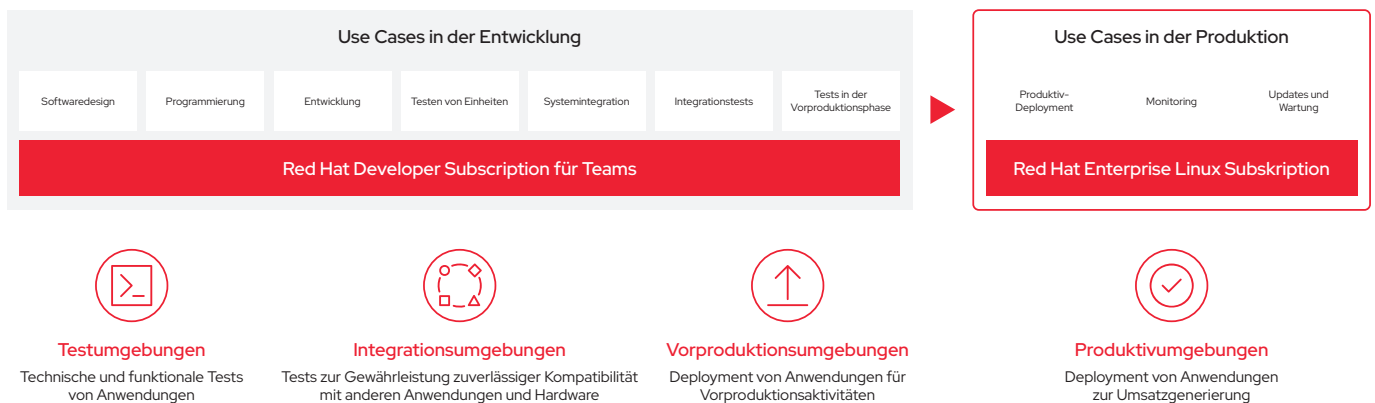 Use Cases in der Entwicklung
Softwaredesign
Programmierung
Entwicklung
Testen von Einheiten
Systemintegration
Integrationstests
Tests in der
Vorproduktionsphase
Red Hat Developer Subscription für Teams
Use Cases in der Produktion
Produktiv-
Deployment
Monitoring
Updates und
Wartung
Red Hat Enterprise Linux Subskription
Testumgebungen
Technische und funktionale Tests
von Anwendungen
Integrationsumgebungen
Tests zur Gewährleistung zuverlässiger Kompatibilität
mit anderen Anwendungen und Hardware
Vorproduktionsumgebungen
Deployment von Anwendungen für
Vorproduktionsaktivitäten
Produktivumgebungen
Deployment von Anwendungen
zur Umsatzgenerierung